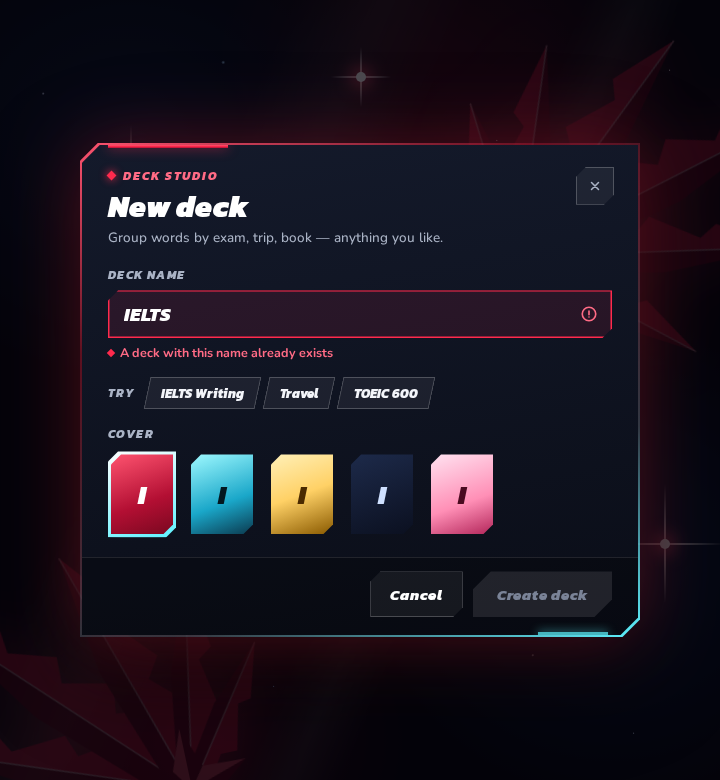 DECK STUDIO
New deck
Group words by exam, trip, book — anything you like.
DECK NAME
IELTS
A deck with this name already exists
TRY IELTS Writing Travel TOEIC 600
COVER
I I I I I
Cancel Create deck